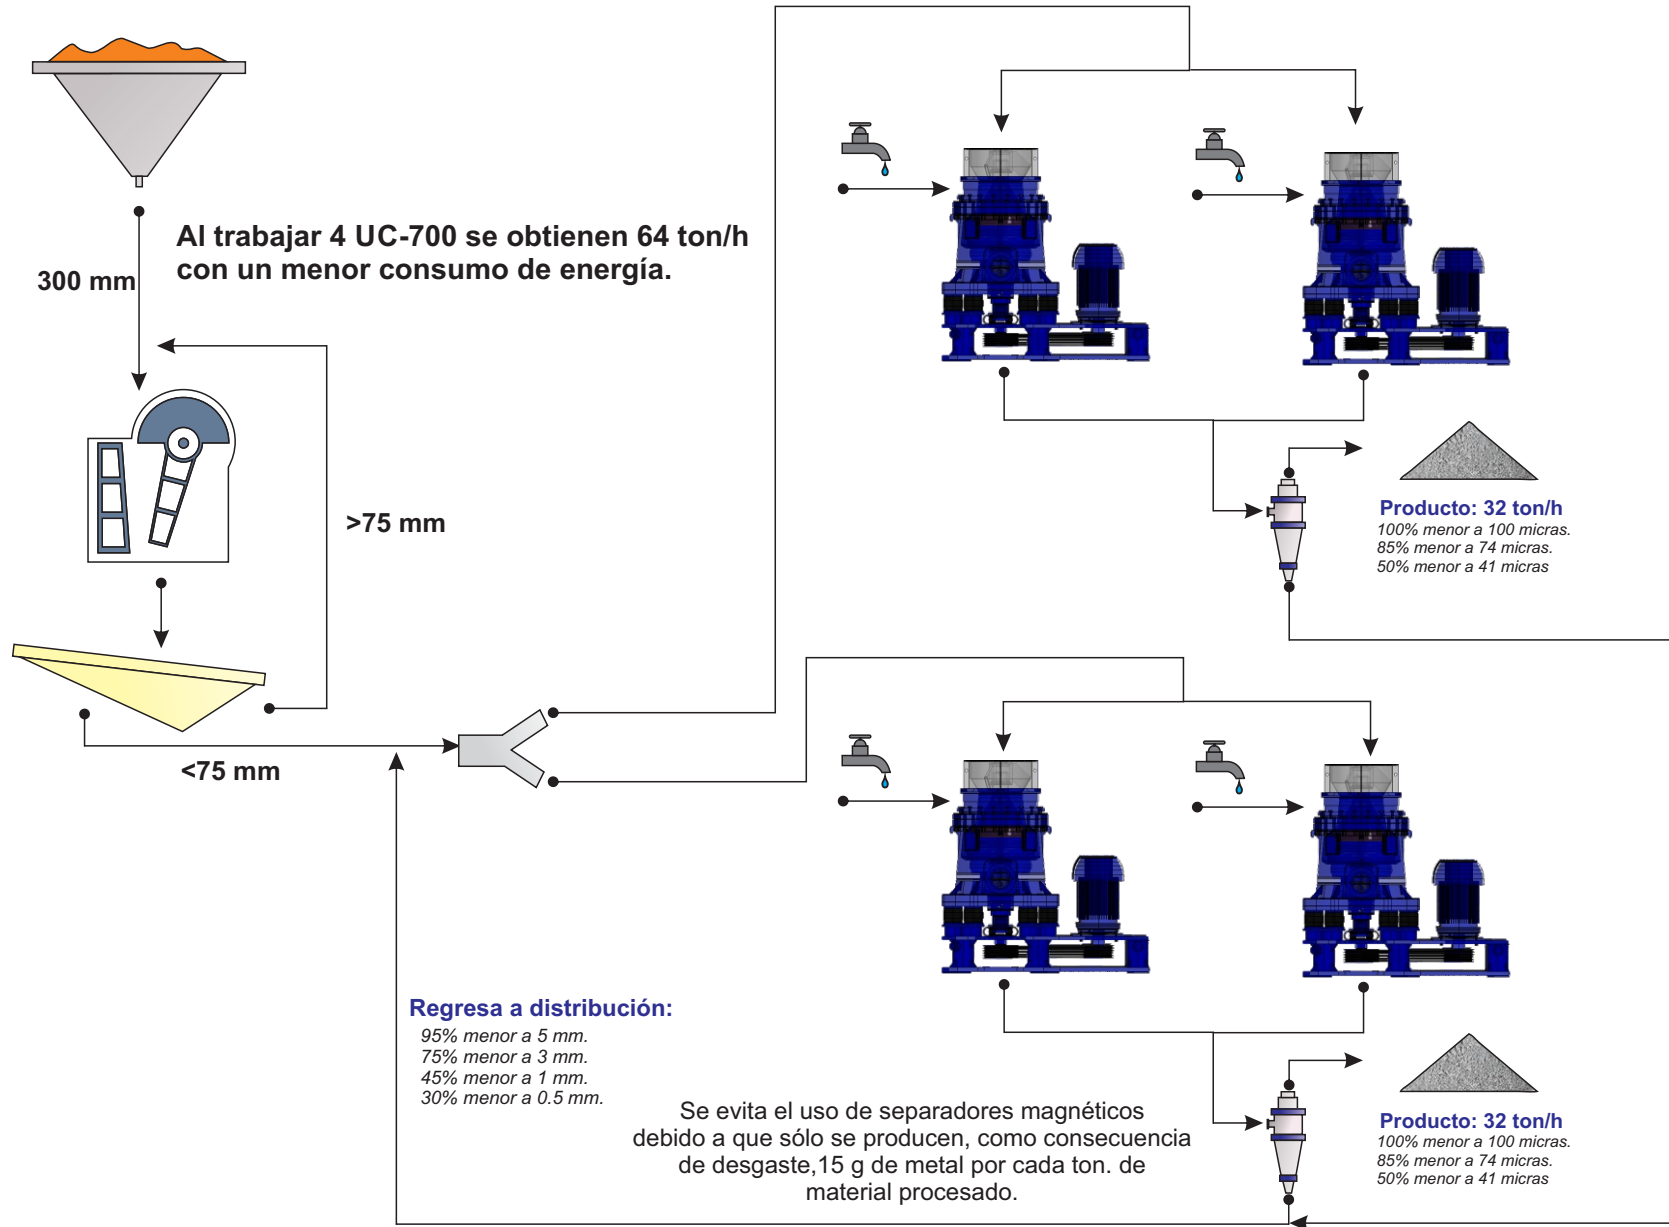 Al trabajar 4 UC-700 se obtienen 64 ton/h
con un menor consumo de energía.
300 mm
>75 mm
<75 mm
Producto: 32 ton/h
100% menor a 100 micras.
85% menor a 74 micras.
50% menor a 41 micras
Regresa a distribución:
95% menor a 5 mm.
75% menor a 3 mm.
45% menor a 1 mm.
30% menor a 0.5 mm.
Se evita el uso de separadores magnéticos
debido a que sólo se producen, como consecuencia
de desgaste,15 g de metal por cada ton. de
material procesado.
Producto: 32 ton/h
100% menor a 100 micras.
85% menor a 74 micras.
50% menor a 41 micras